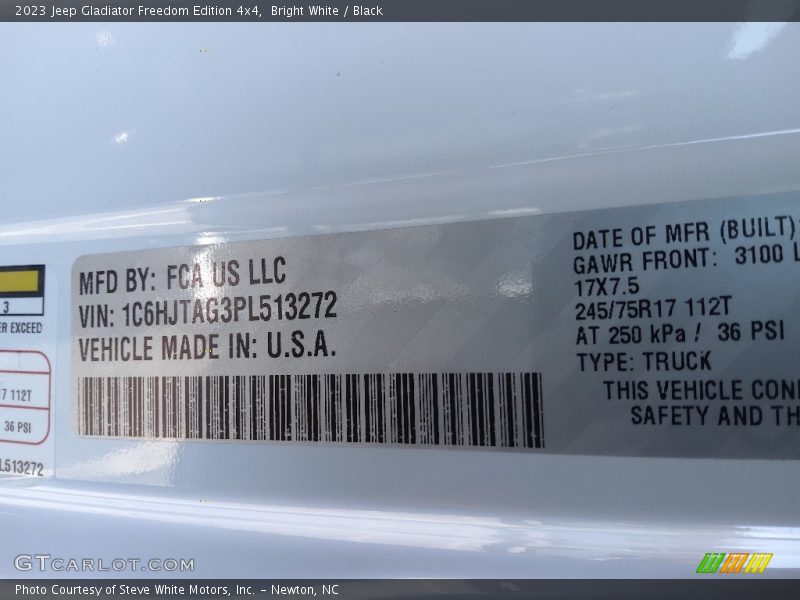 2023 Jeep Gladiator Freedom Edition 4x4, Bright White / Black
MFD BY: FCA US LLC
VIN: 1C6HJTAG3PL513272
VEHICLE MADE IN: U.S.A.
DATE OF MFR (BUILT):
GAWR FRONT: 3100 L
17X7.5
245/75R17 112T
AT 250 kPa / 36 PSI
TYPE: TRUCK
THIS VEHICLE CON
SAFETY AND TH
3
ER EXCEED
7 112T
36 PSI
L513272
GTCARLOT.COM
Photo Courtesy of Steve White Motors, Inc. - Newton, NC